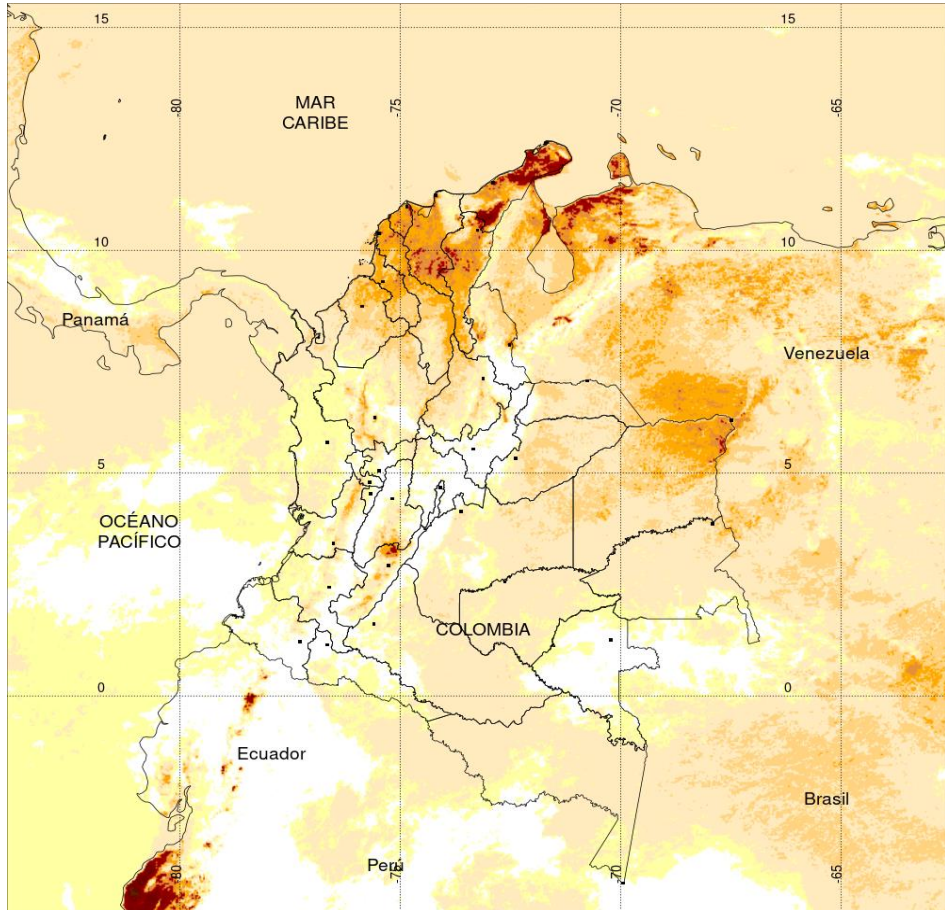 15
15
-80
-75
-70
-65
MAR
CARIBE
10
10
Panamá
Venezuela
5
5
OCÉANO
PACÍFICO
COLOMBIA
0
0
Ecuador
Brasil
Perú
-80
-75
-70
-65